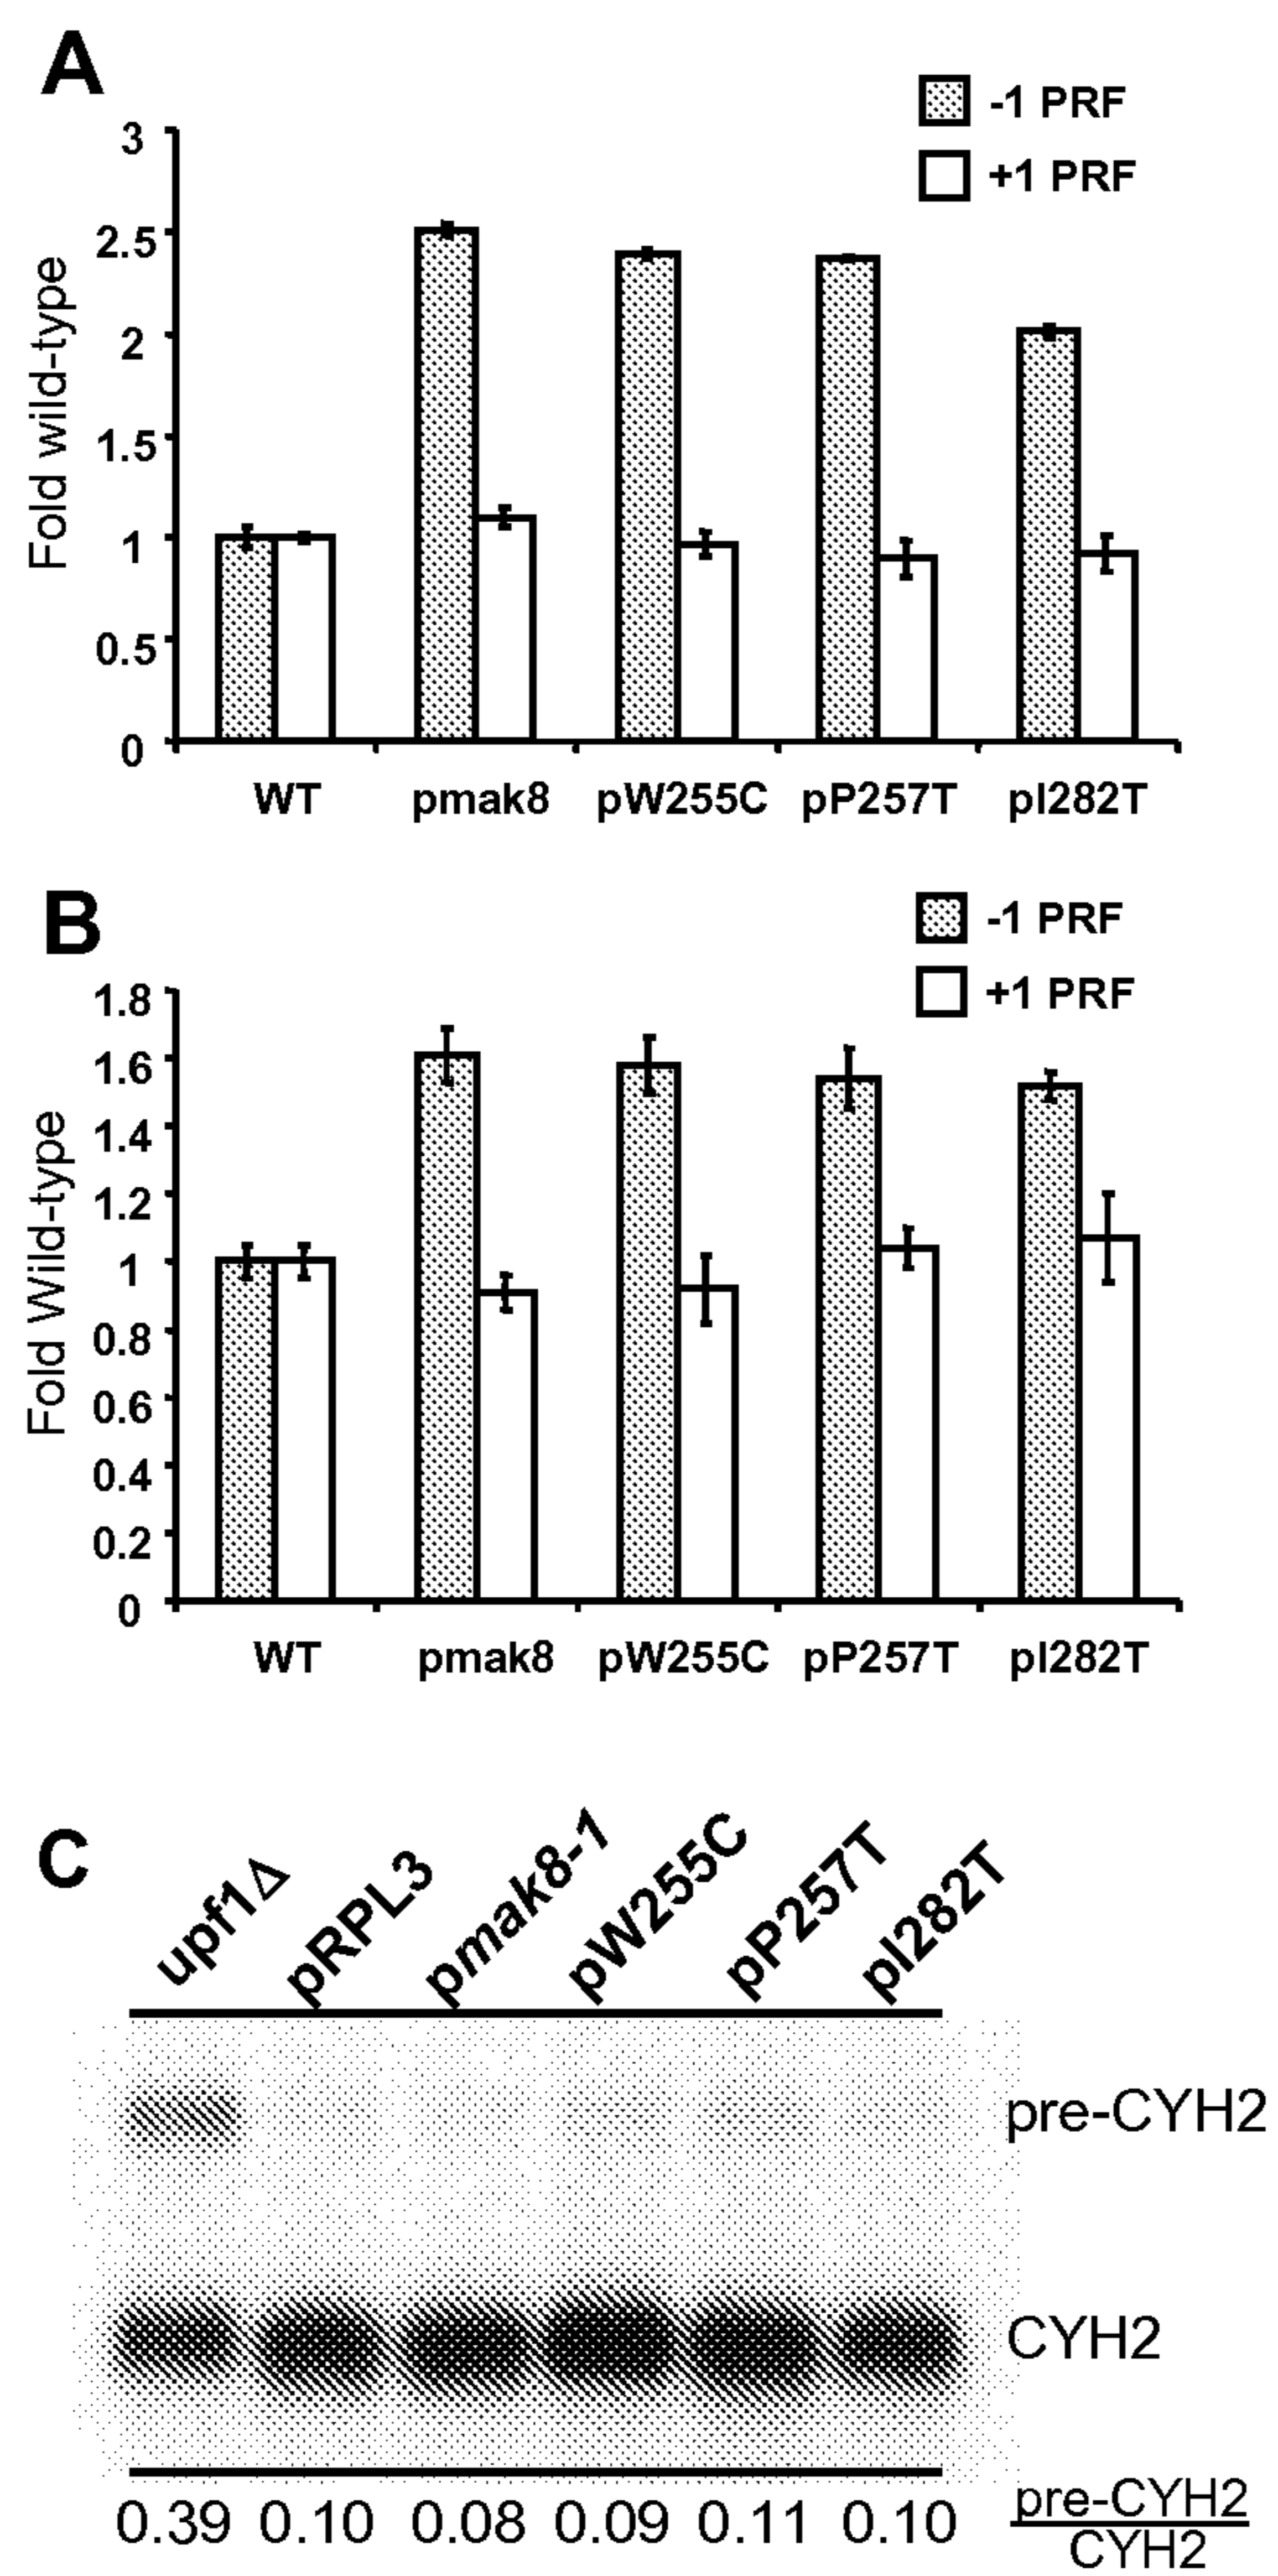 A
-1 PRF
+1 PRF
Fold wild-type
3
2.5
2
1.5
1
0.5
0
WT pmak8 pW255C pP257T pI282T
B
-1 PRF
+1 PRF
Fold Wild-type
1.8
1.6
1.4
1.2
1
0.8
0.6
0.4
0.2
0
WT pmak8 pW255C pP257T pI282T
C
upf1Δ pRPL3 pmak8-1 pW255C pP257T pI282T
pre-CYH2
CYH2
0.39 0.10 0.08 0.09 0.11 0.10
pre-CYH2
CYH2